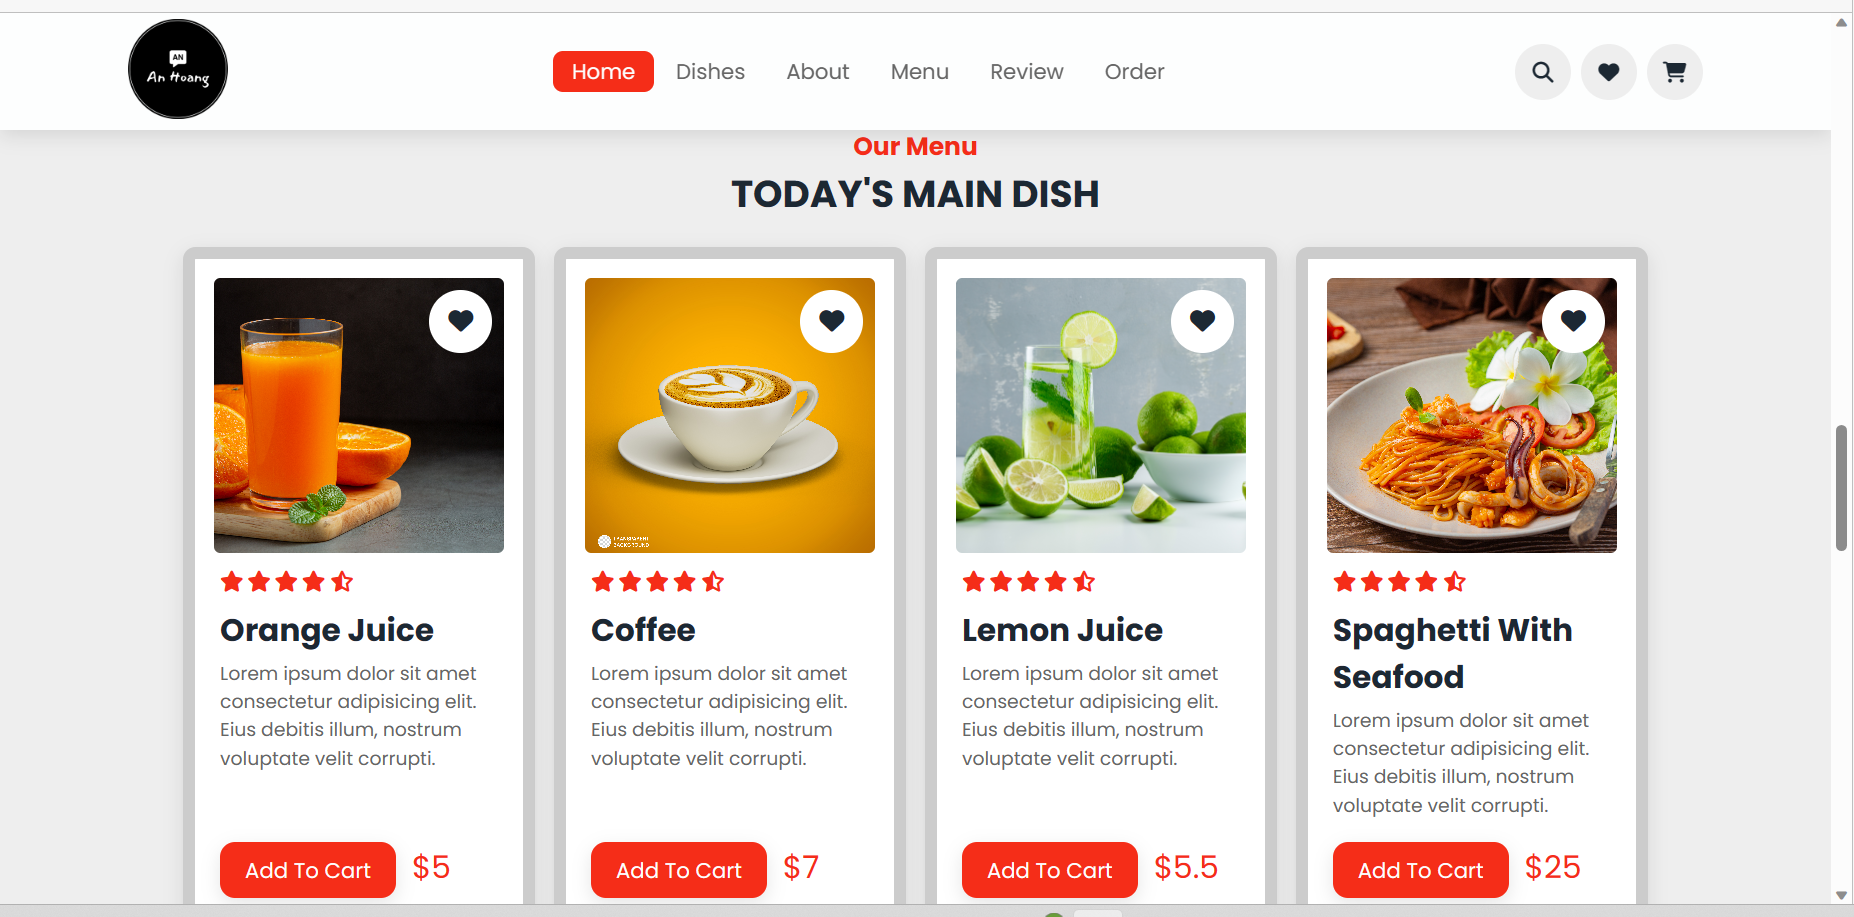 AN
An Hoang
Home
Dishes
About
Menu
Review
Order
Our Menu
TODAY'S MAIN DISH
TRANSPARENT
BACKGROUND
Orange Juice
Lorem ipsum dolor sit amet
consectetur adipisicing elit.
Eius debitis illum, nostrum
voluptate velit corrupti.
Add To Cart $5
Coffee
Lorem ipsum dolor sit amet
consectetur adipisicing elit.
Eius debitis illum, nostrum
voluptate velit corrupti.
Add To Cart $7
Lemon Juice
Lorem ipsum dolor sit amet
consectetur adipisicing elit.
Eius debitis illum, nostrum
voluptate velit corrupti.
Add To Cart $5.5
Spaghetti With
Seafood
Lorem ipsum dolor sit amet
consectetur adipisicing elit.
Eius debitis illum, nostrum
voluptate velit corrupti.
Add To Cart $25